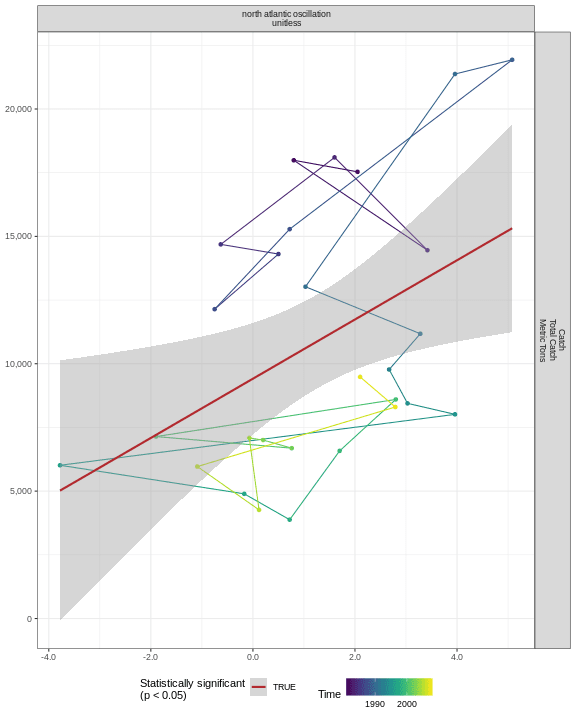 north atlantic oscillation
unitless
20,000
15,000
10,000
5,000
0
Catch
Total Catch
Metric Tons
-4.0 -2.0 0.0 2.0 4.0
Statistically significant
(p < 0.05)
TRUE
Time
1990 2000